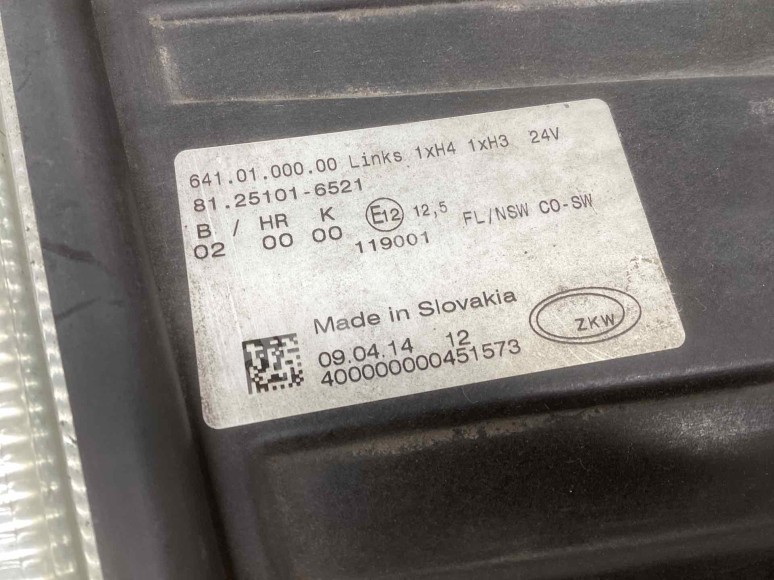 641.01.000.00 Links 1xH4 1xH3 24V
81.25101-6521
B / HR K E12 12,5 FL/NSW CO-SW
02 00 00 119001
Made in Slovakia
ZKW
09.04.14 12
400000000451573